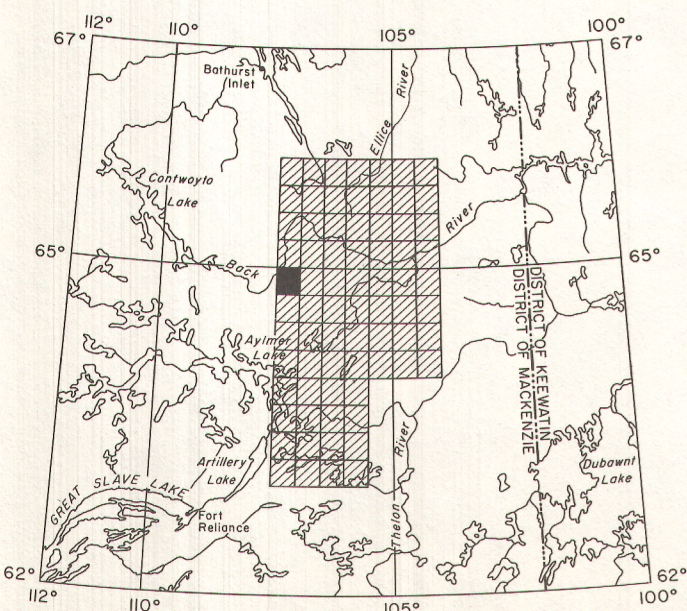 112°
110°
105°
100°
67°
67°
Bathurst
Inlet
River
Ellice
Contwoyto
Lake
River
65°
65°
Back
DISTRICT OF KEEWATIN
DISTRICT OF MACKENZIE
Aylmer
Lake
Artillery
Lake
River
Dubawnt
Lake
GREAT SLAVE LAKE
Fort
Reliance
Thelon
62°
62°
112°
110°
105°
100°